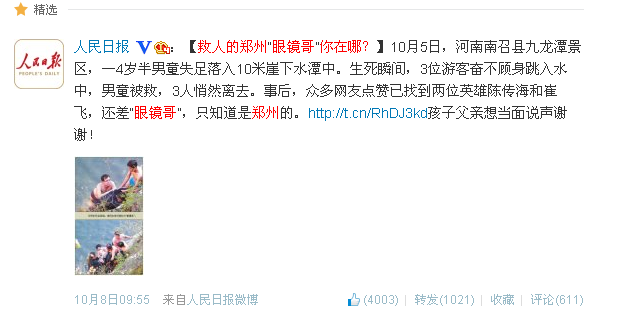 精选
人民日报
PEOPLE'S DAILY
人民日报 V：【救人的郑州"眼镜哥"你在哪？】10月5日，河南南召县九龙潭景
区，一4岁半男童失足落入10米崖下水潭中。生死瞬间，3位游客奋不顾身跳入水
中，男童被救，3人悄然离去。事后，众多网友点赞已找到两位英雄陈传海和崔
飞，还差"眼镜哥"，只知道是郑州的。http://t.cn/RhDJ3kd孩子父亲想当面说声谢
谢！
10月8日09:55 来自人民日报微博 (4003) | 转发(1021) | 收藏 | 评论(611)